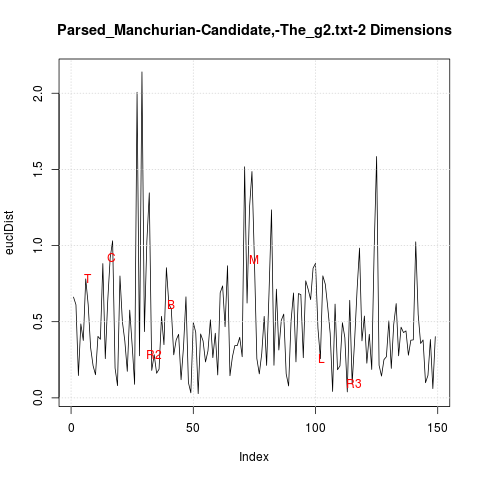 Parsed_Manchurian-Candidate,-The_g2.txt-2 Dimensions
euclDist
2.0
1.5
1.0
0.5
0.0
T
C
R2
B
M
L
R3
0
50
100
150
Index